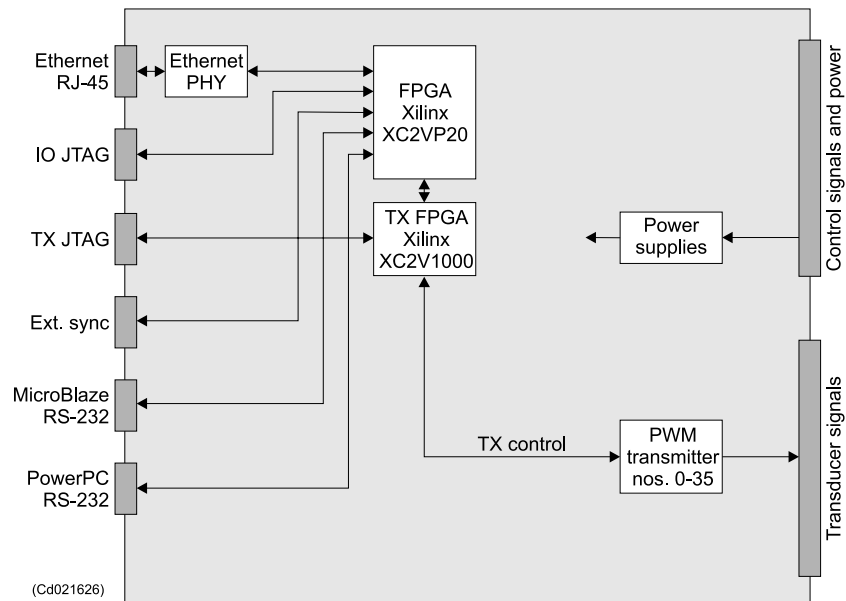 Ethernet
RJ-45
Ethernet
PHY
FPGA
Xilinx
XC2VP20
IO JTAG
TX JTAG
TX FPGA
Xilinx
XC2V1000
Power
supplies
Control signals and power
Ext. sync
MicroBlaze
RS-232
PowerPC
RS-232
TX control
PWM
transmitter
nos. 0-35
Transducer signals
(Cd021626)